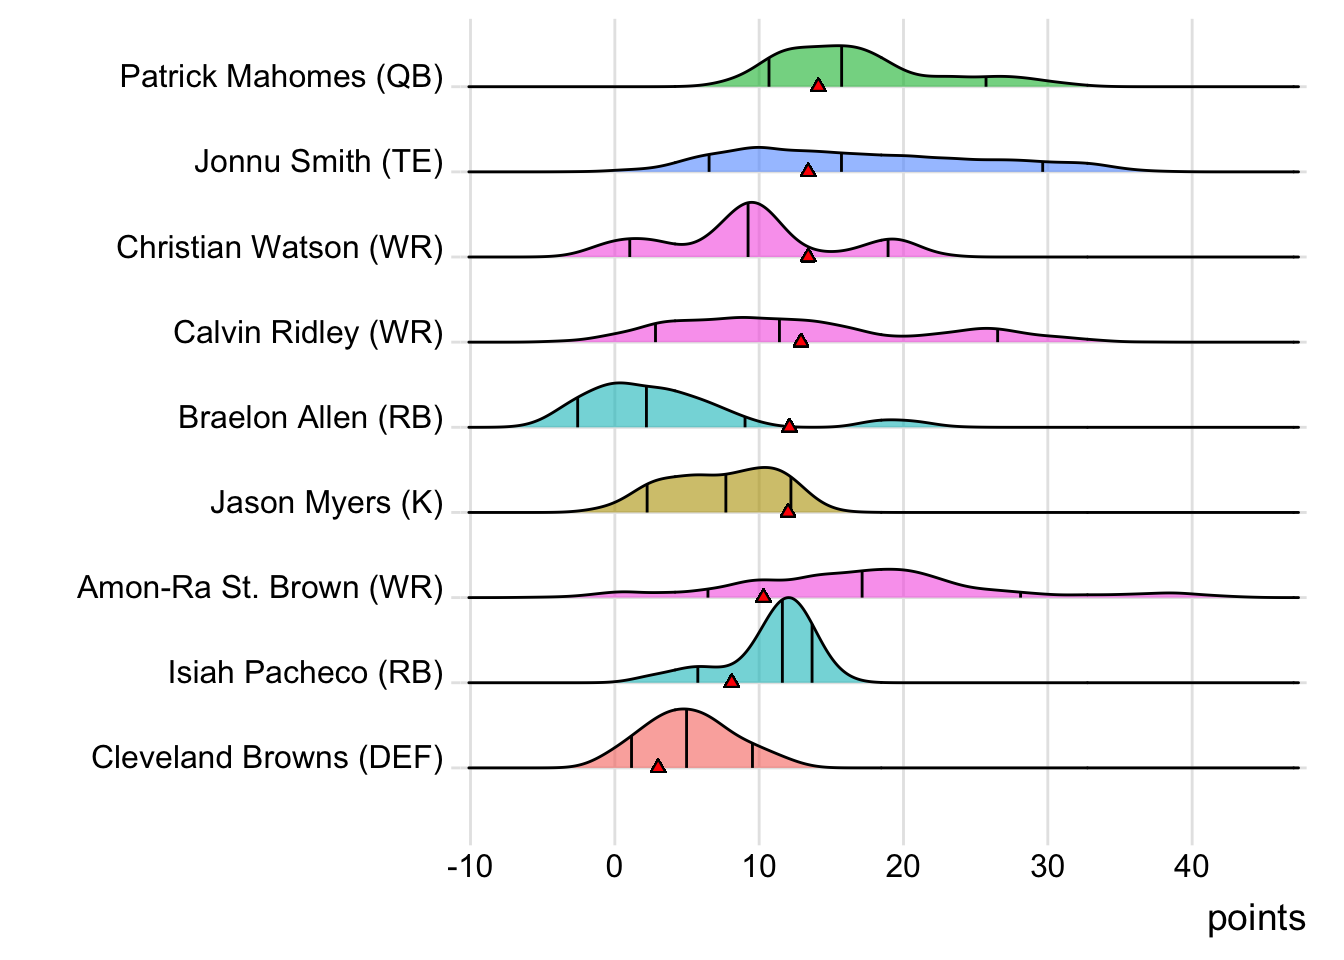 Patrick Mahomes (QB)
Jonnu Smith (TE)
Christian Watson (WR)
Calvin Ridley (WR)
Braelon Allen (RB)
Jason Myers (K)
Amon-Ra St. Brown (WR)
Isiah Pacheco (RB)
Cleveland Browns (DEF)
-10 0 10 20 30 40
points